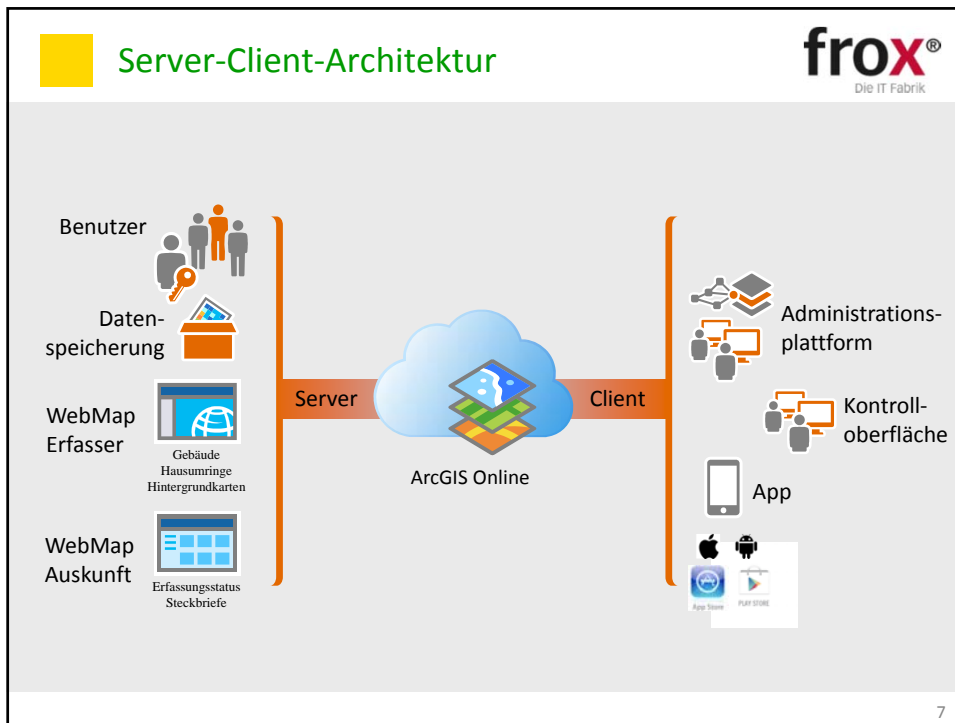 Server-Client-Architektur
frox®
Die IT Fabrik
Benutzer
Daten-
speicherung
WebMap
Erfasser
Gebäude
Hausumringe
Hintergrundkarten
WebMap
Auskunft
Erfassungsstatus
Steckbriefe
Server
ArcGIS Online
Client
Administrations-
plattform
Kontroll-
oberfläche
App
App Store
PLAY STORE
7